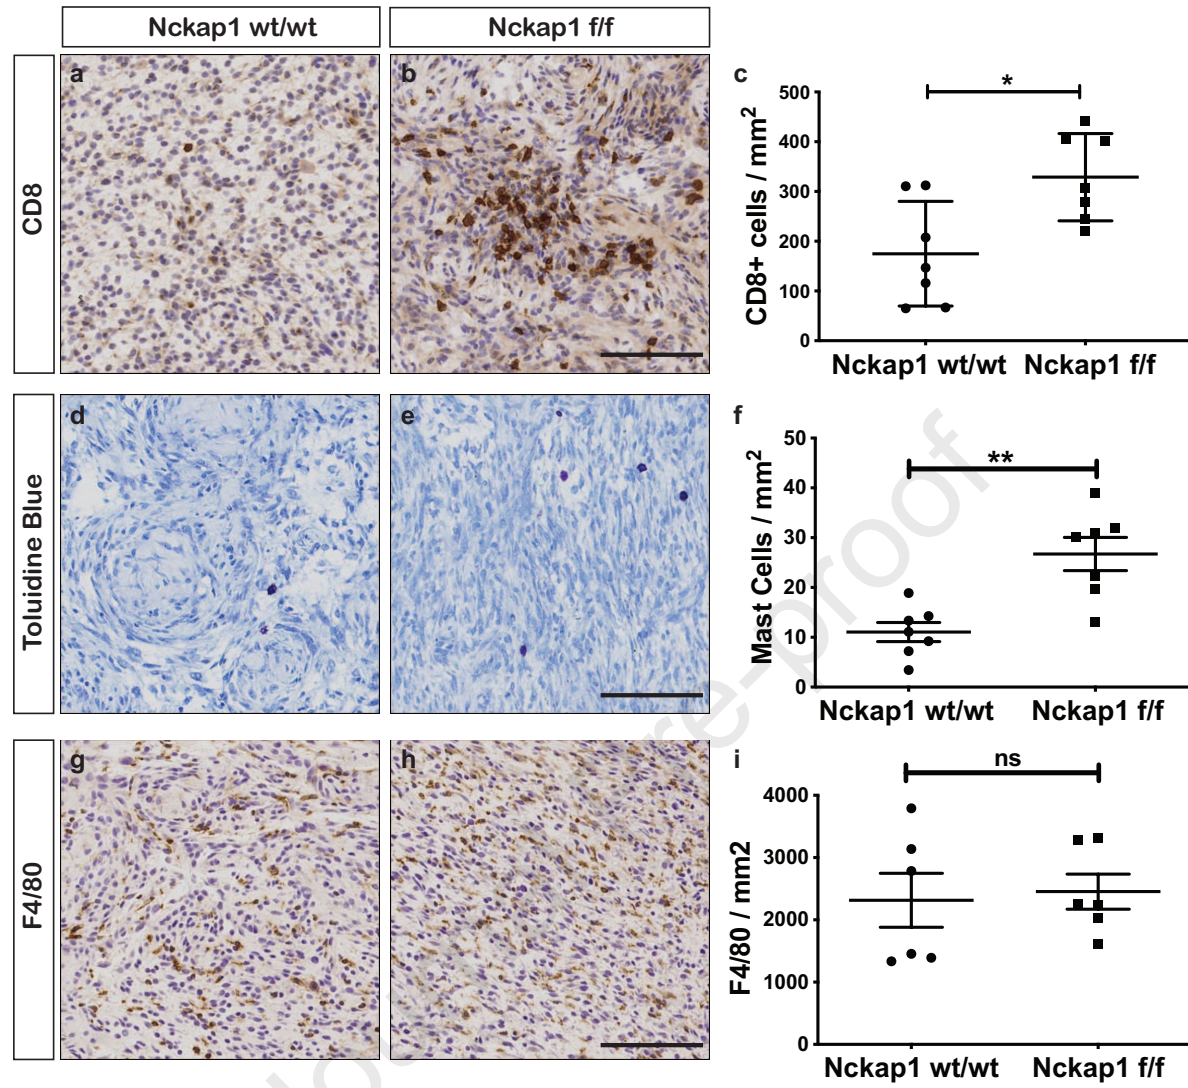 Nckap1 wt/wt
Nckap1 f/f
CD8
a
b
c
CD8+ cells / mm²
500
400
300
200
100
0
*
Nckap1 wt/wt
Nckap1 f/f
Toluidine Blue
d
e
f
Mast Cells / mm²
50
40
30
20
10
0
**
Nckap1 wt/wt
Nckap1 f/f
F4/80
g
h
i
F4/80 / mm2
4000
3000
2000
1000
0
ns
Nckap1 wt/wt
Nckap1 f/f
re-proof